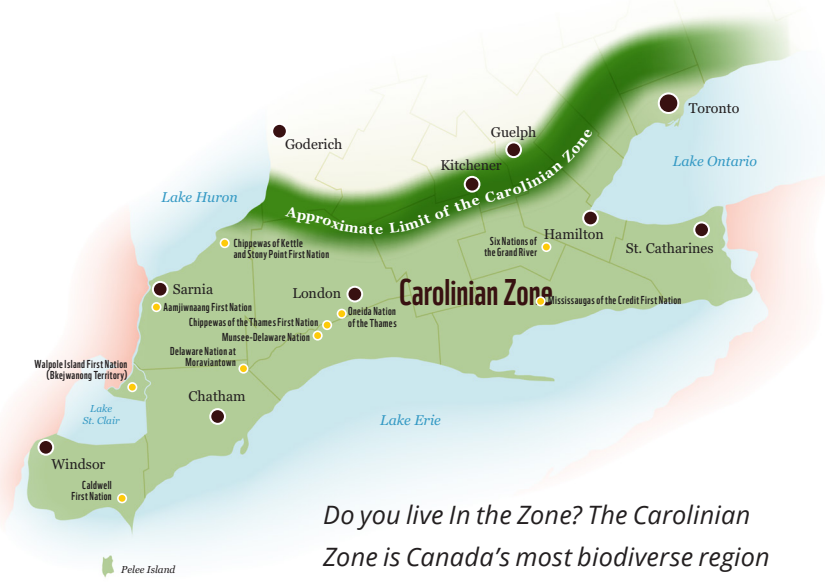 Toronto
Goderich
Guelph
Lake Ontario
Kitchener
Lake Huron
Approximate Limit of the Carolinian Zone
Chippewas of Kettle
and Stony Point First Nation
Six Nations of
the Grand River
Hamilton
St. Catharines
Sarnia
London
Carolinian Zone
Mississaugas of the Credit First Nation
Aamjiwnaang First Nation
Oneida Nation
of the Thames
Chippewas of the Thames First Nation
Munsee-Delaware Nation
Delaware Nation at
Moraviantown
Walpole Island First Nation
(Bkejwanong Territory)
Chatham
Lake
St. Clair
Lake Erie
Windsor
Caldwell
First Nation
Do you live In the Zone? The Carolinian
Zone is Canada’s most biodiverse region
Pelee Island